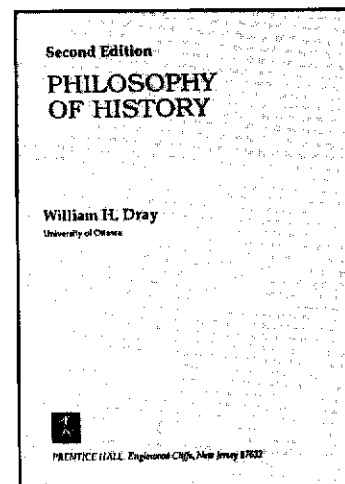 Second Edition
PHILOSOPHY
OF HISTORY
William H. Dray
University of Ottawa
PRENTICE HALL, Englewood Cliffs, New Jersey 07632